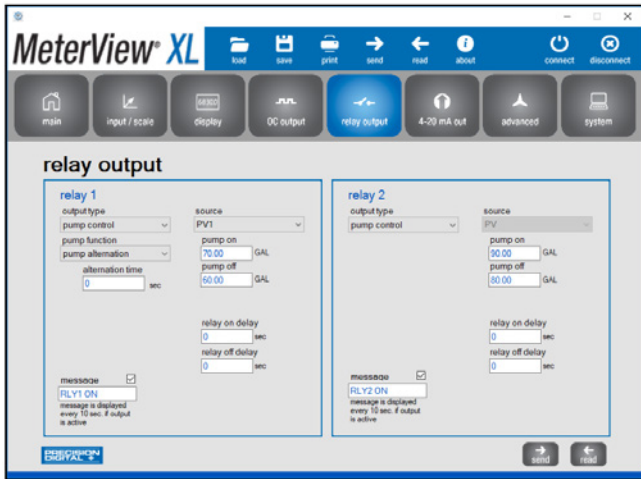 MeterView® XL
load save print send read about connect disconnect
main input / scale display OC output relay output 4-20 mA out advanced system
relay output
relay 1
output type source
pump control PV1
pump function pump on
pump alternation 70.00 GAL
alternation time pump off
0 sec 60.00 GAL
relay on delay
0 sec
relay off delay
0 sec
message
RLY1 ON
message is displayed
every 10 sec. if output
is active
relay 2
output type source
pump control PV
pump on
90.00 GAL
pump off
80.00 GAL
relay on delay
0 sec
relay off delay
0 sec
message
RLY2 ON
message is displayed
every 10 sec. if output
is active
PRECISION
DIGITAL
send read